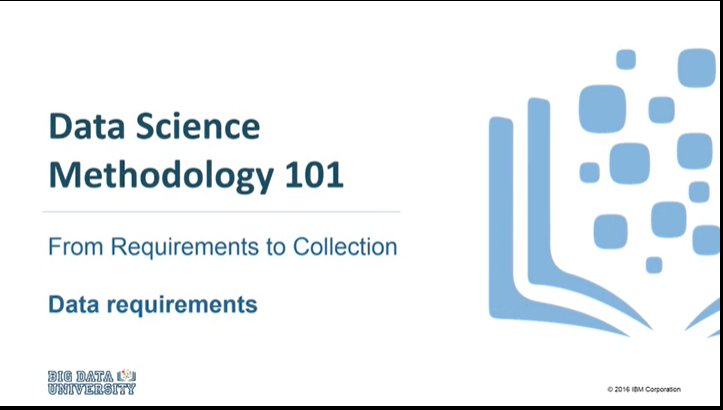 Data Science
Methodology 101
From Requirements to Collection
Data requirements
BIG DATA
UNIVERSITY
© 2016 IBM Corporation